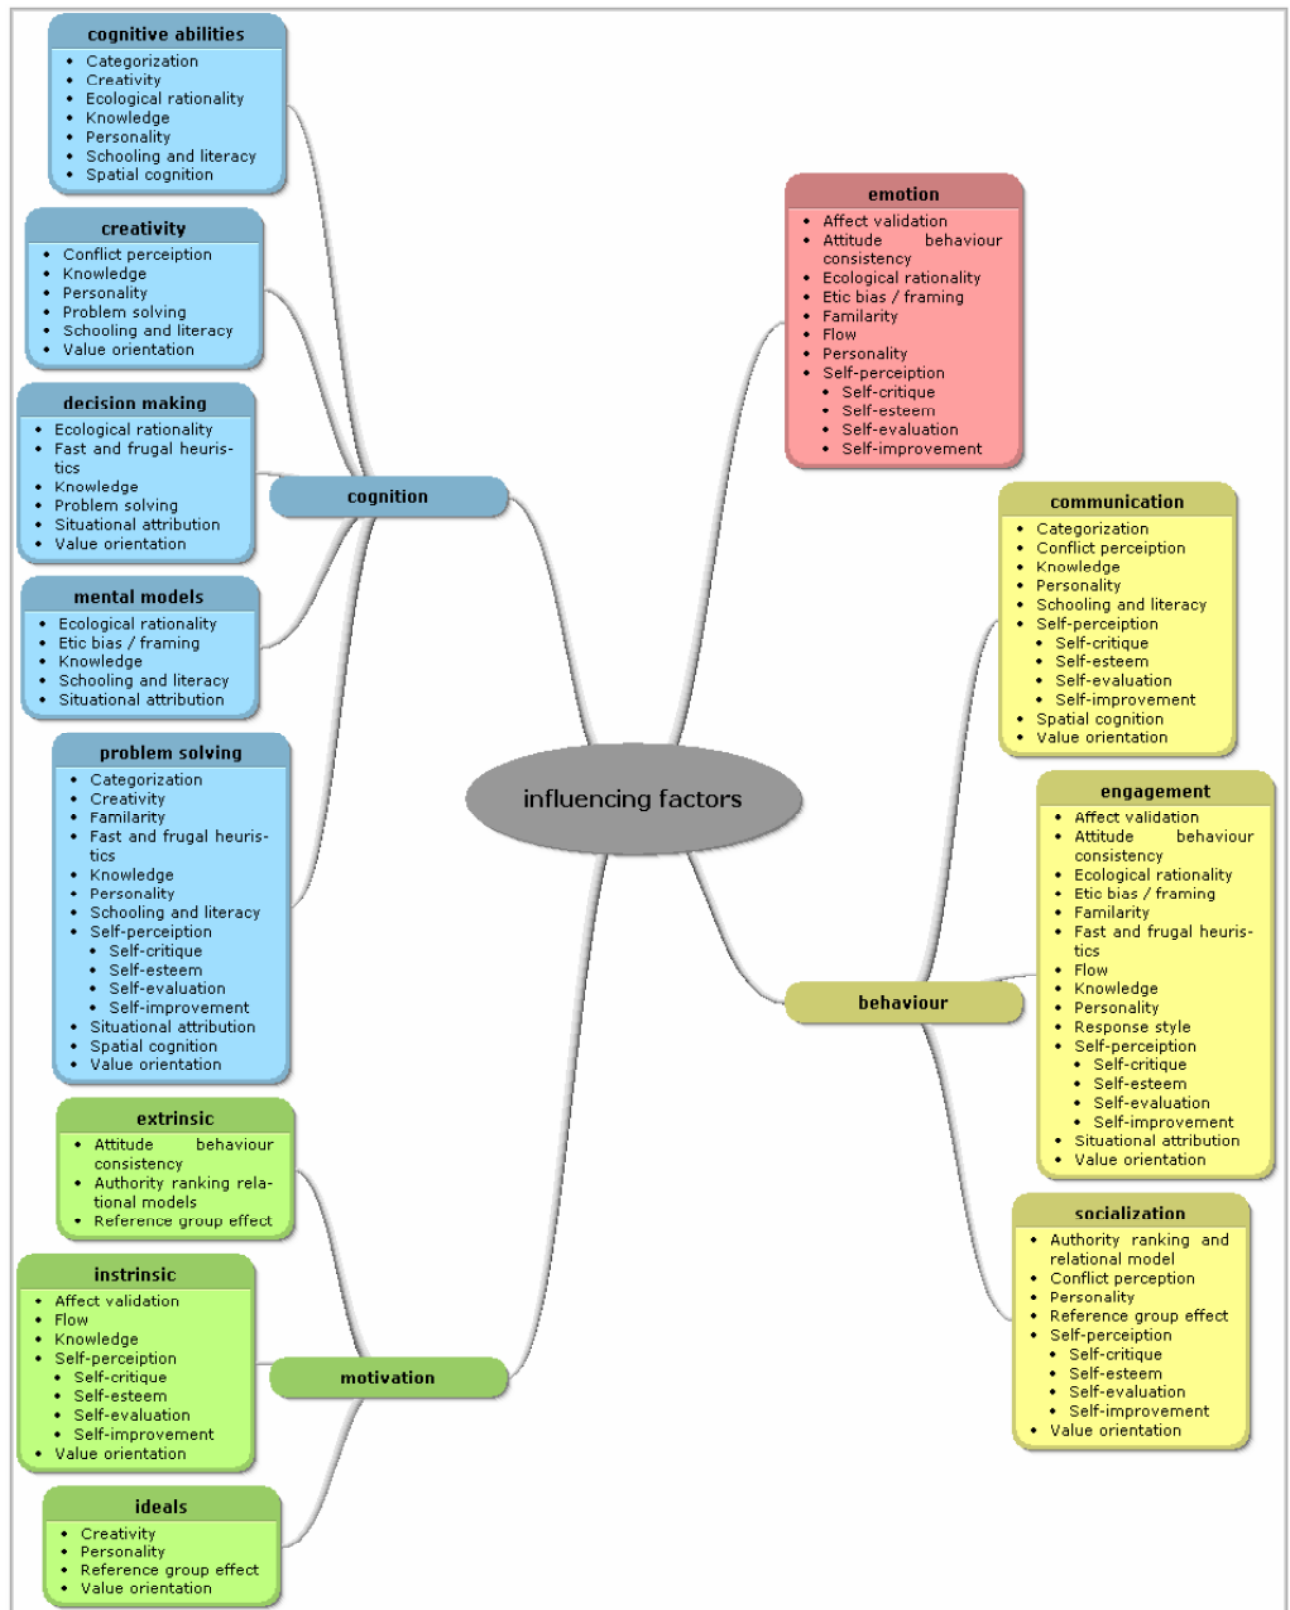 cognitive abilities
• Categorization
• Creativity
• Ecological rationality
• Knowledge
• Personality
• Schooling and literacy
• Spatial cognition
creativity
• Conflict perceiption
• Knowledge
• Personality
• Problem solving
• Schooling and literacy
• Value orientation
decision making
• Ecological rationality
• Fast and frugal heuris-
tics
• Knowledge
• Problem solving
• Situational attribution
• Value orientation
mental models
• Ecological rationality
• Etic bias / framing
• Knowledge
• Schooling and literacy
• Situational attribution
problem solving
• Categorization
• Creativity
• Familarity
• Fast and frugal heuris-
tics
• Knowledge
• Personality
• Schooling and literacy
• Self-perceiption
• Self-critique
• Self-esteem
• Self-evaluation
• Self-improvement
• Situational attribution
• Spatial cognition
• Value orientation
cognition
extrinsic
• Attitude behaviour
consistency
• Authority ranking rela-
tional models
• Reference group effect
instrinsic
• Affect validation
• Flow
• Knowledge
• Self-perceiption
• Self-critique
• Self-esteem
• Self-evaluation
• Self-improvement
• Value orientation
ideals
• Creativity
• Personality
• Reference group effect
• Value orientation
motivation
influencing factors
emotion
• Affect validation
• Attitude behaviour
consistency
• Ecological rationality
• Etic bias / framing
• Familarity
• Flow
• Personality
• Self-perceiption
• Self-critique
• Self-esteem
• Self-evaluation
• Self-improvement
communication
• Categorization
• Conflict perceiption
• Knowledge
• Personality
• Schooling and literacy
• Self-perceiption
• Self-critique
• Self-esteem
• Self-evaluation
• Self-improvement
• Spatial cognition
• Value orientation
engagement
• Affect validation
• Attitude behaviour
consistency
• Ecological rationality
• Etic bias / framing
• Familarity
• Fast and frugal heuris-
tics
• Flow
• Knowledge
• Personality
• Response style
• Self-perceiption
• Self-critique
• Self-esteem
• Self-evaluation
• Self-improvement
• Situational attribution
• Value orientation
behaviour
socialization
• Authority ranking and
relational model
• Conflict perception
• Personality
• Reference group effect
• Self-perceiption
• Self-critique
• Self-esteem
• Self-evaluation
• Self-improvement
• Value orientation